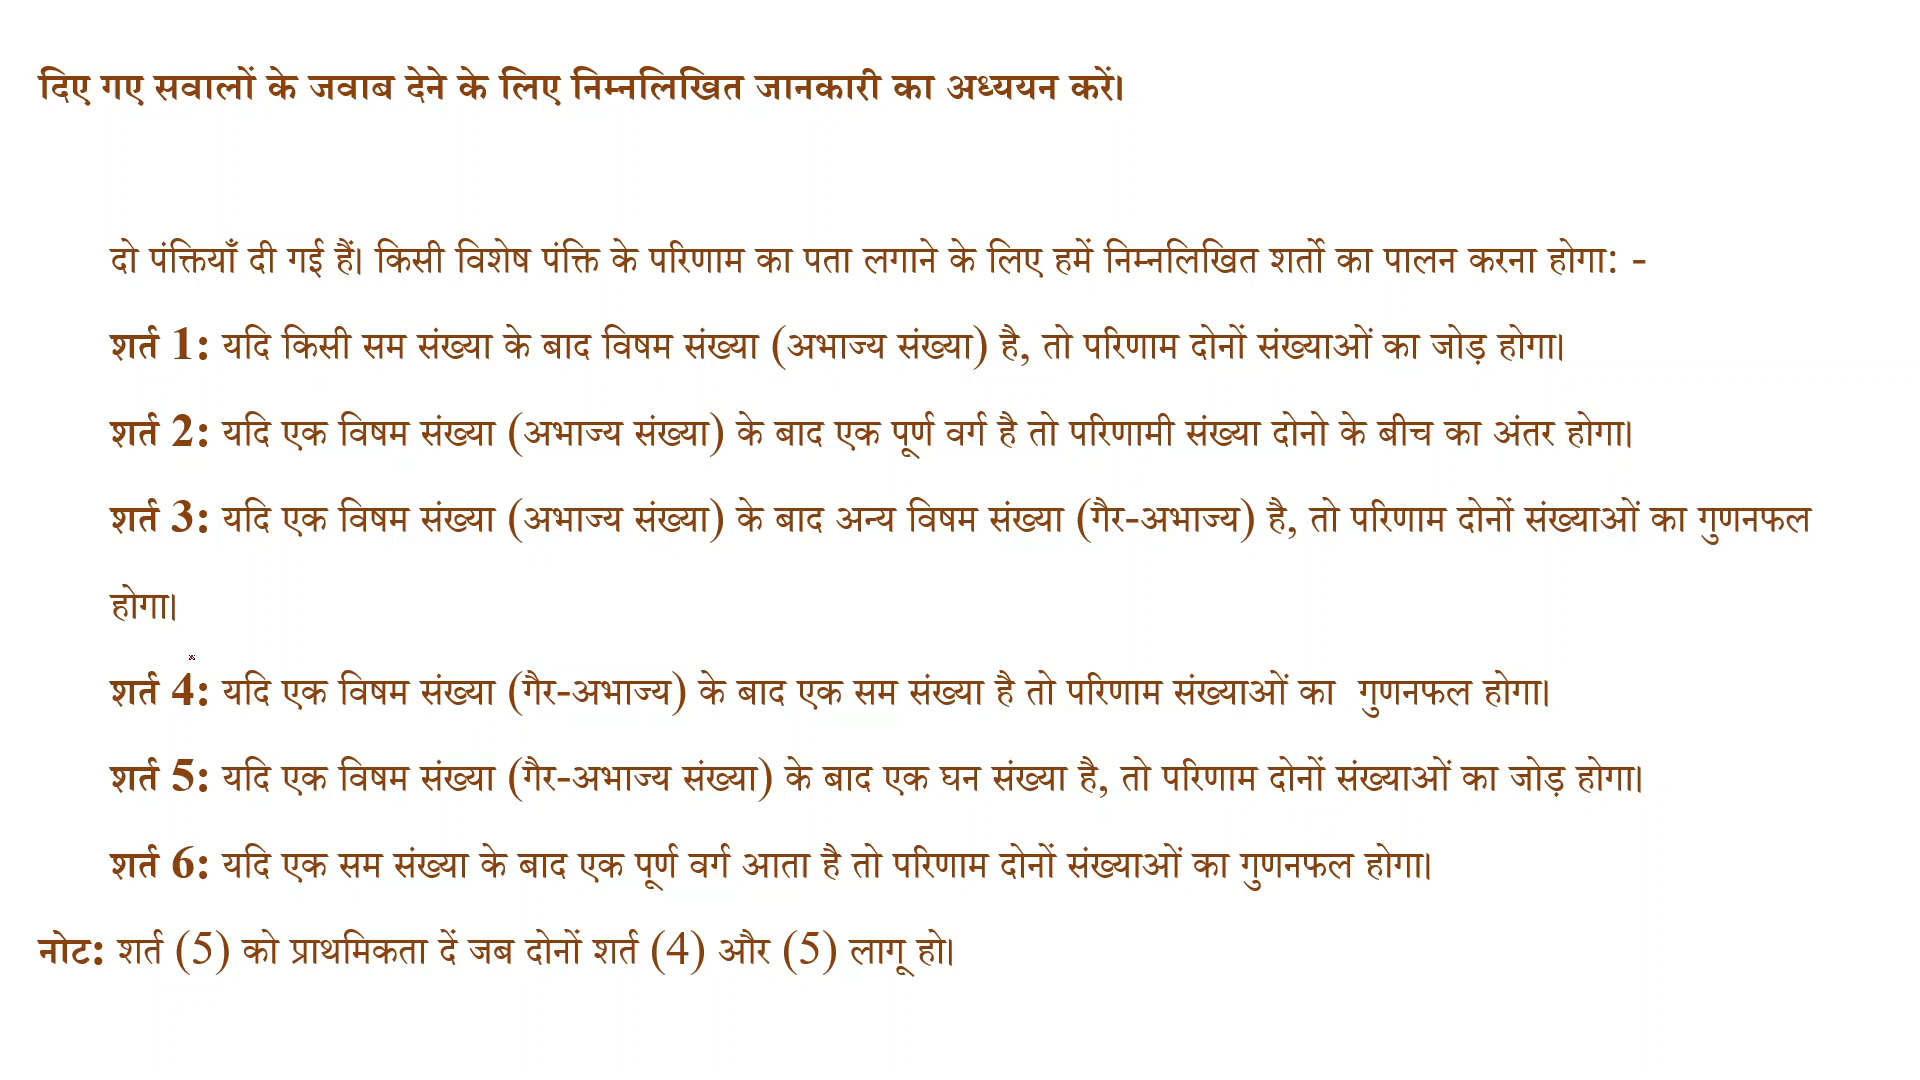 दिए गए सवालों के जवाब देने के लिए निम्नलिखित जानकारी का अध्ययन करें।
दो पंक्तियाँ दी गई हैं। किसी विशेष पंक्ति के परिणाम का पता लगाने के लिए हमें निम्नलिखित शर्तो का पालन करना होगा: -
शर्त 1: यदि किसी सम संख्या के बाद विषम संख्या (अभाज्य संख्या) है, तो परिणाम दोनों संख्याओं का जोड़ होगा।
शर्त 2: यदि एक विषम संख्या (अभाज्य संख्या) के बाद एक पूर्ण वर्ग है तो परिणामी संख्या दोनो के बीच का अंतर होगा।
शर्त 3: यदि एक विषम संख्या (अभाज्य संख्या) के बाद अन्य विषम संख्या (गैर-अभाज्य) है, तो परिणाम दोनों संख्याओं का गुणनफल
होगा।
शर्त 4: यदि एक विषम संख्या (गैर-अभाज्य) के बाद एक सम संख्या है तो परिणाम संख्याओं का गुणनफल होगा।
शर्त 5: यदि एक विषम संख्या (गैर-अभाज्य संख्या) के बाद एक घन संख्या है, तो परिणाम दोनों संख्याओं का जोड़ होगा।
शर्त 6: यदि एक सम संख्या के बाद एक पूर्ण वर्ग आता है तो परिणाम दोनों संख्याओं का गुणनफल होगा।
नोट: शर्त (5) को प्राथमिकता दें जब दोनों शर्त (4) और (5) लागू हो।